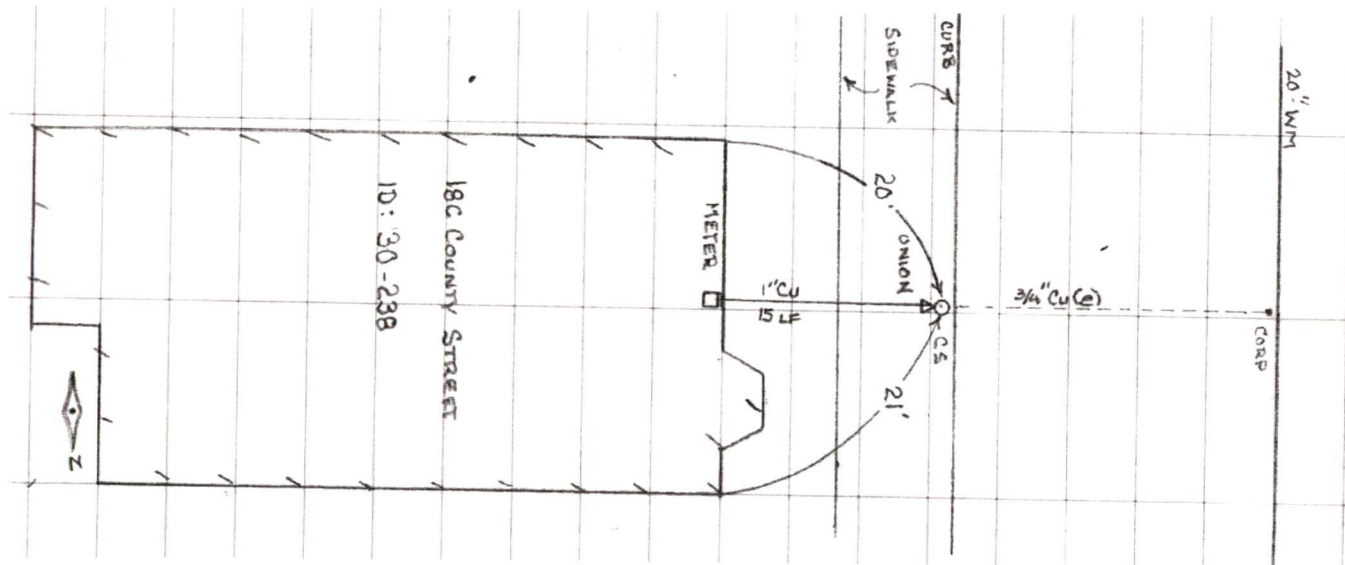 20" WM
CURB
SIDEWALK
20'
METER
UNION
1" CU
15 LF
3/4" CU (e)
CORP
CS
21'
18C COUNTY STREET
ID: 30-238
N